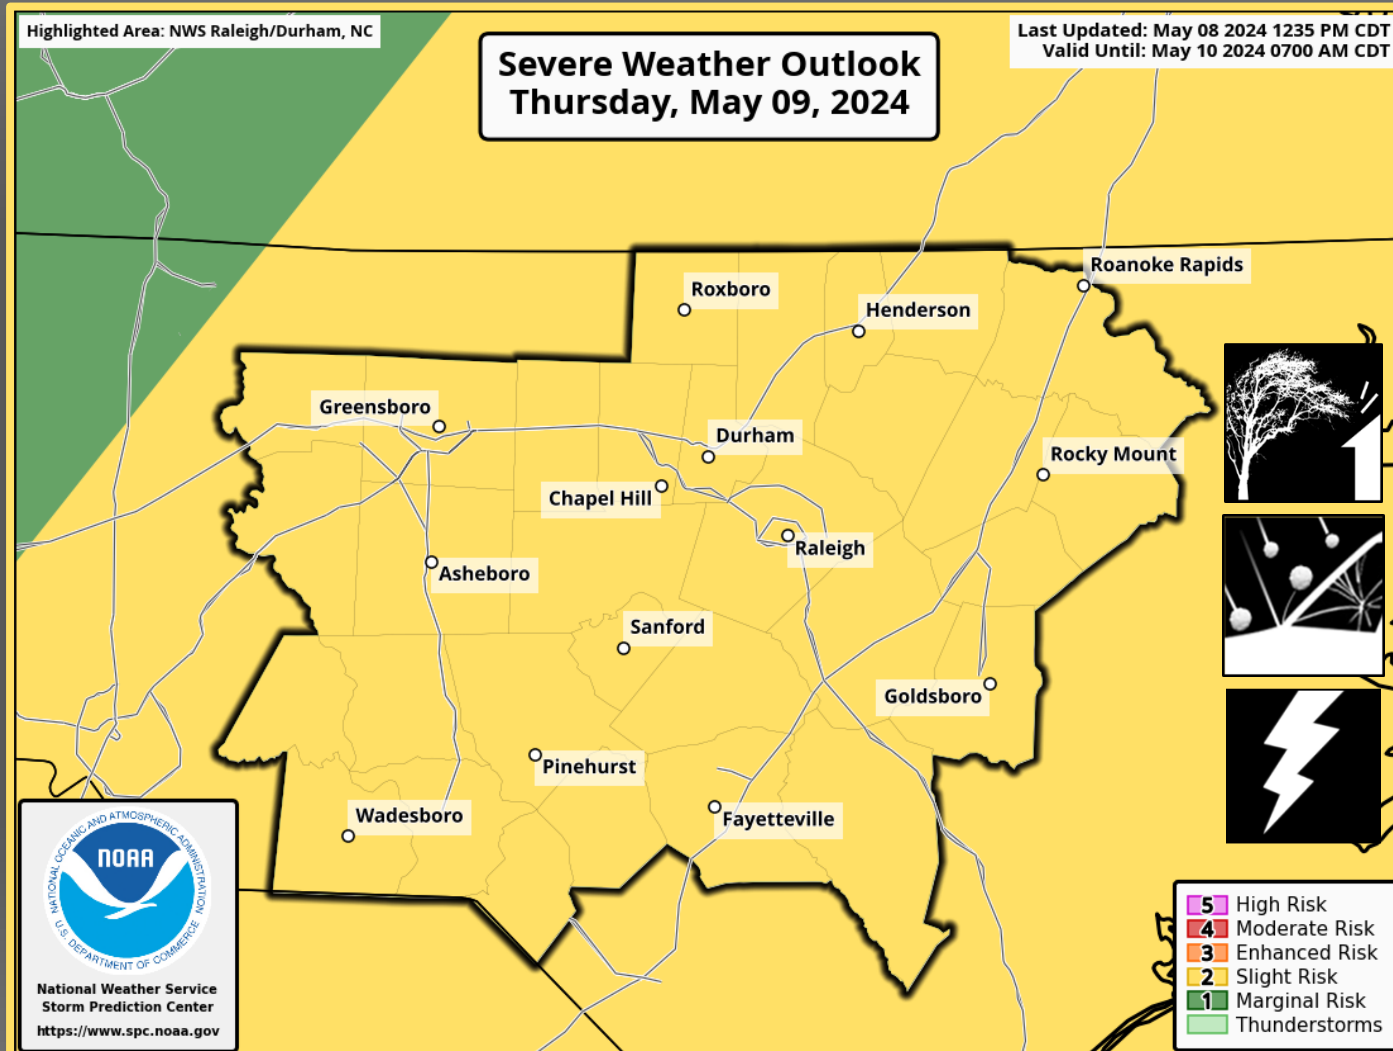 Highlighted Area: NWS Raleigh/Durham, NC
Last Updated: May 08 2024 1235 PM CDT
Valid Until: May 10 2024 0700 AM CDT
Severe Weather Outlook
Thursday, May 09, 2024
Roanoke Rapids
Roxboro
Henderson
Greensboro
Durham
Rocky Mount
Chapel Hill
Raleigh
Asheboro
Sanford
Goldsboro
Pinehurst
Wadesboro
Fayetteville
NATIONAL OCEANIC AND ATMOSPHERIC ADMINISTRATION
NOAA
U.S. DEPARTMENT OF COMMERCE
National Weather Service
Storm Prediction Center
https://www.spc.noaa.gov
5 High Risk
4 Moderate Risk
3 Enhanced Risk
2 Slight Risk
1 Marginal Risk
Thunderstorms